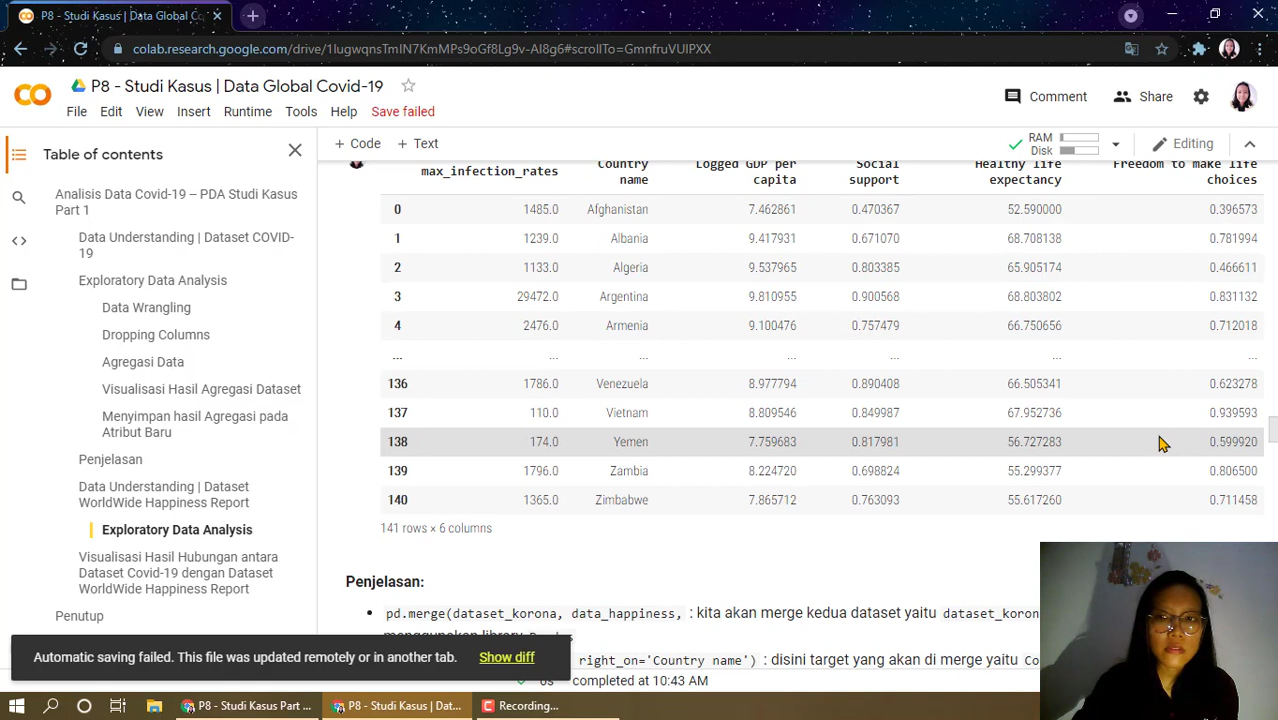 P8 - Studi Kasus | Data Global Co
colab.research.google.com/drive/1lugwqnsTmIN7KmMPs9oGf8Lg9v-AI8g6#scrollTo=GmnfruVUlPXX
P8 - Studi Kasus | Data Global Covid-19
File Edit View Insert Runtime Tools Help Save failed
Comment Share
Table of contents
+ Code + Text
RAM
Disk
Editing
Analisis Data Covid-19 – PDA Studi Kasus
Part 1
Data Understanding | Dataset COVID-
19
Exploratory Data Analysis
Data Wrangling
Dropping Columns
Agregasi Data
Visualisasi Hasil Agregasi Dataset
Menyimpan hasil Agregasi pada
Atribut Baru
Penjelasan
Data Understanding | Dataset
WorldWide Happiness Report
Exploratory Data Analysis
Visualisasi Hasil Hubungan antara
Dataset Covid-19 dengan Dataset
WorldWide Happiness Report
Penutup
max_infection_rates Country name Logged GDP per capita Social support Healthy life expectancy Freedom to make life choices
0 1485.0 Afghanistan 7.462861 0.470367 52.590000 0.396573
1 1239.0 Albania 9.417931 0.671070 68.708138 0.781994
2 1133.0 Algeria 9.537965 0.803385 65.905174 0.466611
3 29472.0 Argentina 9.810955 0.900568 68.803802 0.831132
4 2476.0 Armenia 9.100476 0.757479 66.750656 0.712018
... ... ... ... ... ... ...
136 1786.0 Venezuela 8.977794 0.890408 66.505341 0.623278
137 110.0 Vietnam 8.809546 0.849987 67.952736 0.939593
138 174.0 Yemen 7.759683 0.817981 56.727283 0.599920
139 1796.0 Zambia 8.224720 0.698824 55.299377 0.806500
140 1365.0 Zimbabwe 7.865712 0.763093 55.617260 0.711458
141 rows × 6 columns
Penjelasan:
• pd.merge(dataset_korona, data_happiness, : kita akan merge kedua dataset yaitu dataset_koron
menggunakan library
right_on='Country name') : disini target yang akan di merge yaitu Co
Automatic saving failed. This file was updated remotely or in another tab. Show diff
completed at 10:43 AM
P8 - Studi Kasus Part ... P8 - Studi Kasus | Dat... Recording...